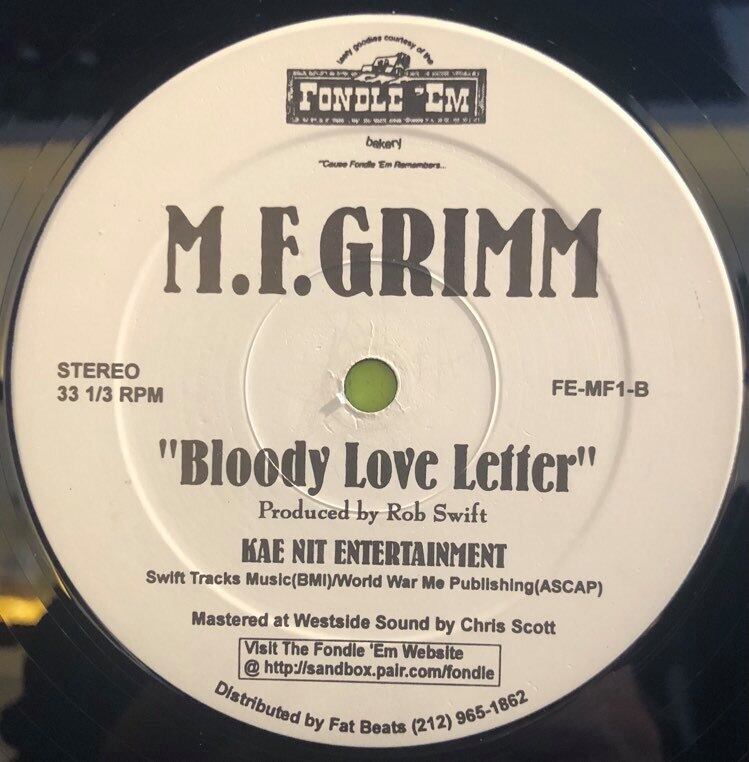 tasty goodies courtesy of the
FONDLE 'EM
bakery
"Cause Fondle 'Em Remembers...
M.F.GRIMM
STEREO
33 1/3 RPM
FE-MF1-B
"Bloody Love Letter"
Produced by Rob Swift
KAE NIT ENTERTAINMENT
Swift Tracks Music(BMI)/World War Me Publishing(ASCAP)
Mastered at Westside Sound by Chris Scott
Visit The Fondle 'Em Website
@ http://sandbox.pair.com/fondle
Distributed by Fat Beats (212) 965-1862